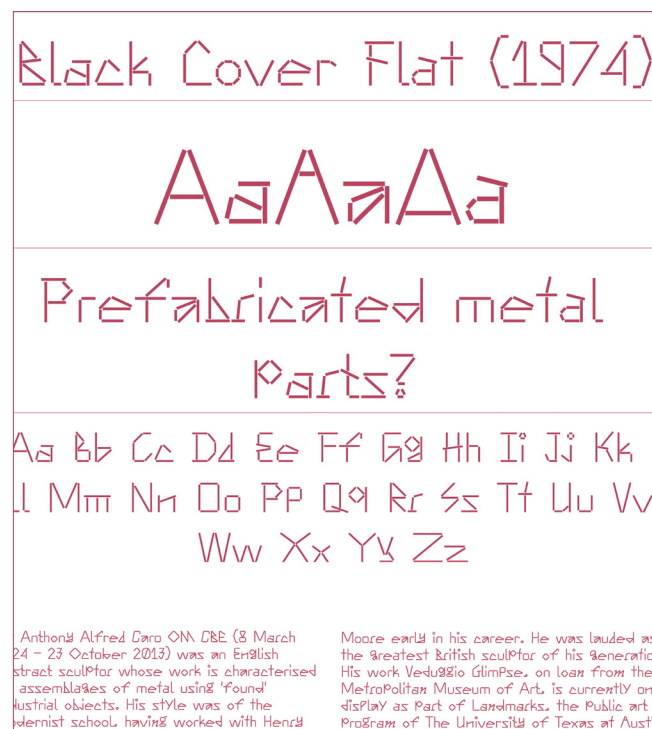 Black Cover Flat (1974)
AaAaAa
Prefabricated metal
parts?
Aa Bb Cc Dd Ee Ff Gg Hh Ii Jj Kk
Ll Mm Nn Oo Pp Qq Rr Ss Tt Uu Vv
Ww Xx Yy Zz
Anthony Alfred Caro OM CBE (8 March
24 – 23 October 2013) was an English
stract sculptor whose work is characterised
assemblages of metal using 'found'
dustrial objects. His style was of the
odernist school, having worked with Henry
Moore early in his career. He was lauded as
the greatest British sculptor of his generatio
His work Veduggio Glimpse, on loan from the
Metropolitan Museum of Art, is currently on
display as part of Landmarks, the public art
program of The University of Texas at Aust